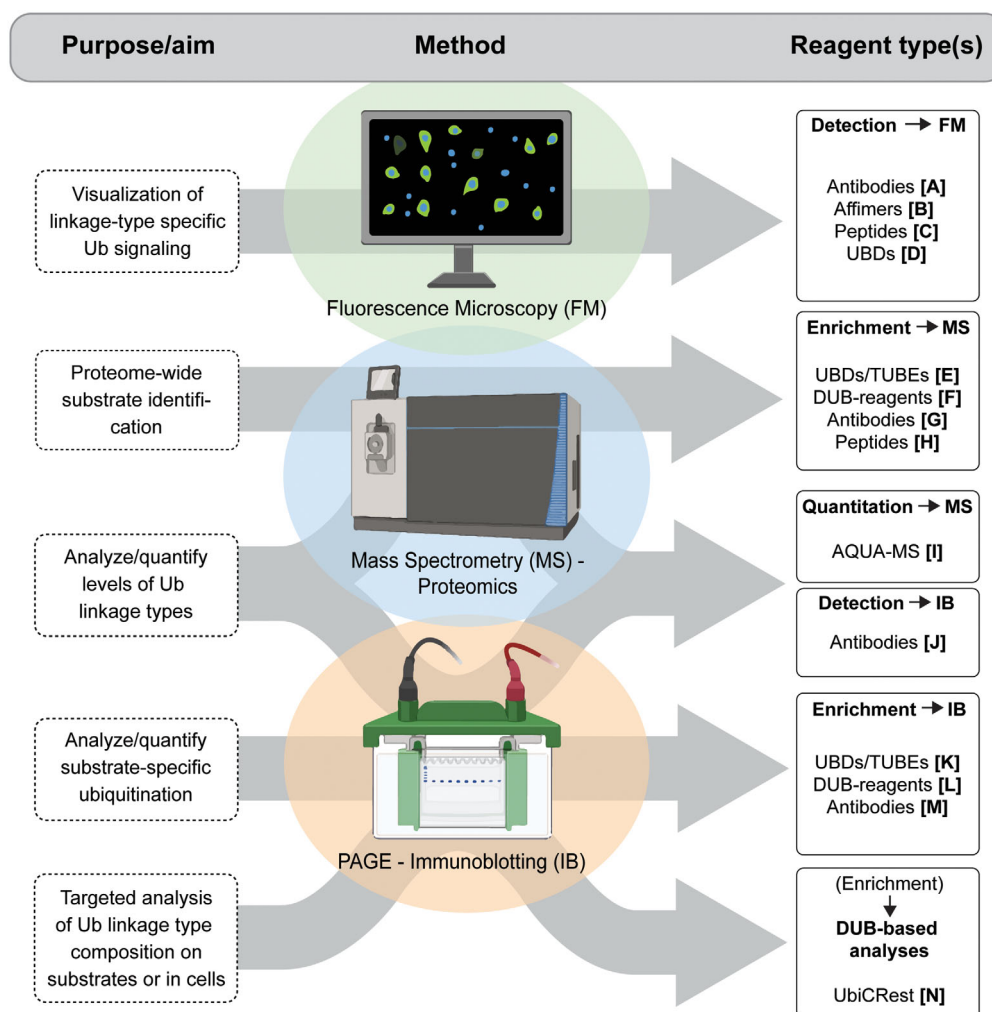 Purpose/aim
Method
Reagent type(s)
Visualization of
linkage-type specific
Ub signaling
Fluorescence Microscopy (FM)
Detection → FM
Antibodies [A]
Affimers [B]
Peptides [C]
UBDs [D]
Proteome-wide
substrate identifi-
cation
Enrichment → MS
UBDs/TUBEs [E]
DUB-reagents [F]
Antibodies [G]
Peptides [H]
Analyze/quantify
levels of Ub
linkage types
Mass Spectrometry (MS) -
Proteomics
Quantitation → MS
AQUA-MS [I]
Detection → IB
Antibodies [J]
Analyze/quantify
substrate-specific
ubiquitination
PAGE - Immunoblotting (IB)
Enrichment → IB
UBDs/TUBEs [K]
DUB-reagents [L]
Antibodies [M]
Targeted analysis
of Ub linkage type
composition on
substrates or in cells
(Enrichment)
↓
DUB-based
analyses
UbiCRest [N]